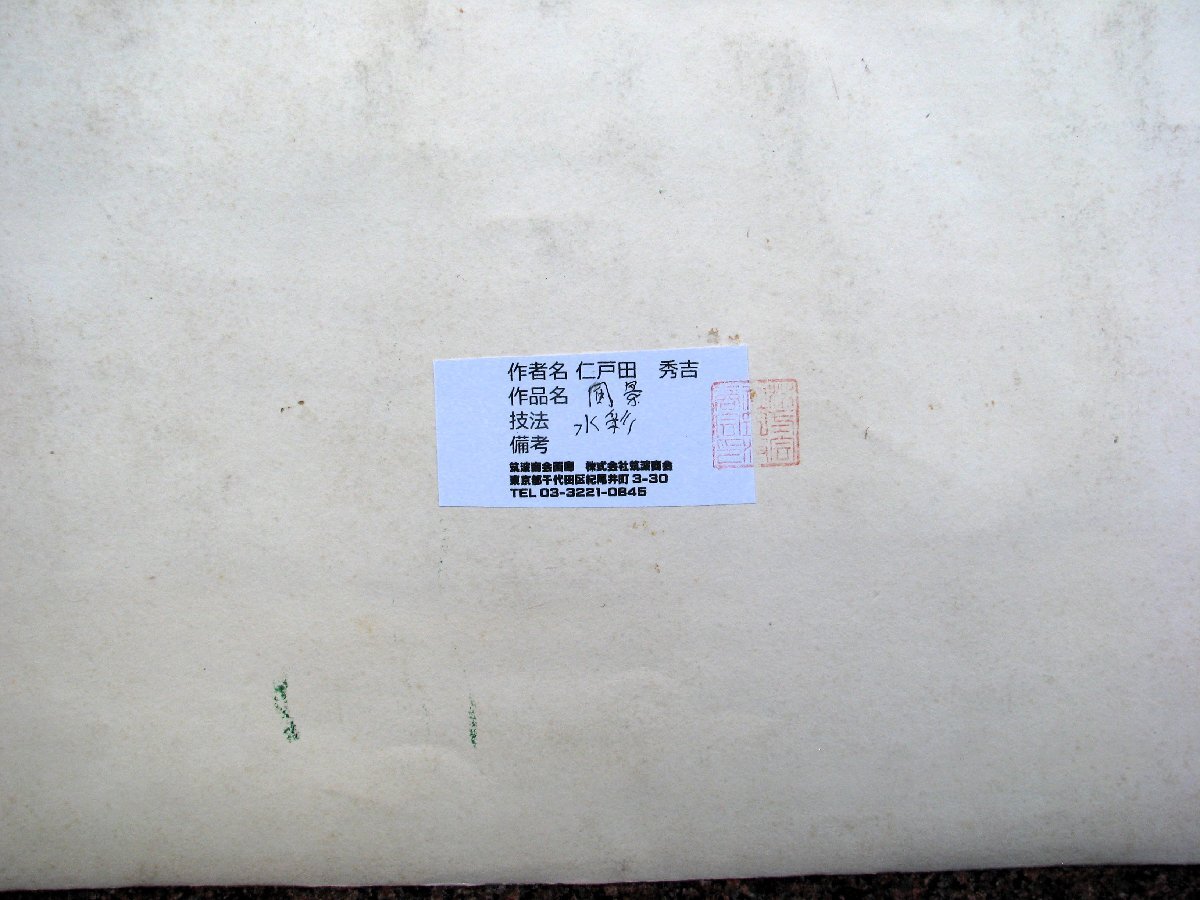 作者名 仁戸田　秀吉
作品名 風景
技法 水彩
備考
筑波商会画廊　株式会社筑波商会
東京都千代田区紀尾井町 3-30
TEL 03-3221-0845